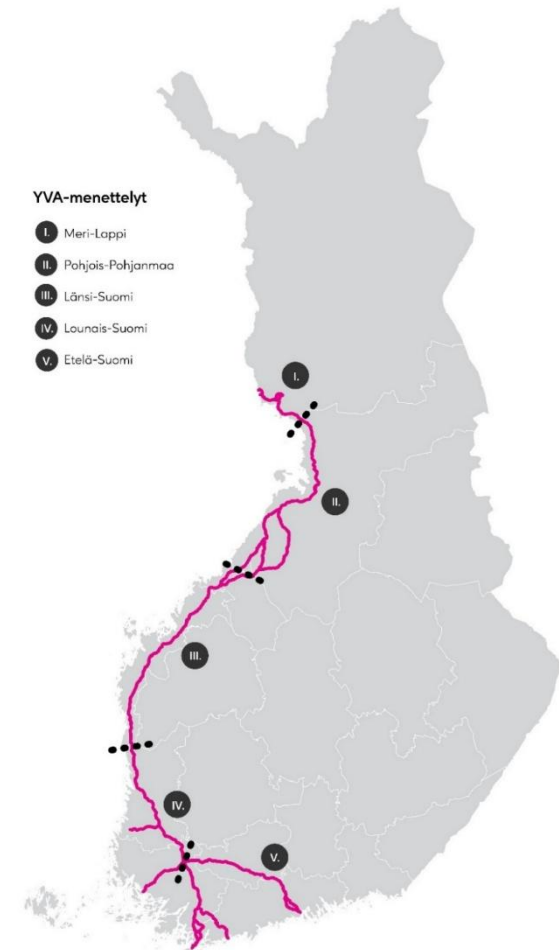 YVA-menettelyt
I. Meri-Lappi
II. Pohjois-Pohjanmaa
III. Länsi-Suomi
IV. Lounais-Suomi
V. Etelä-Suomi
I.
II.
III.
IV.
V.